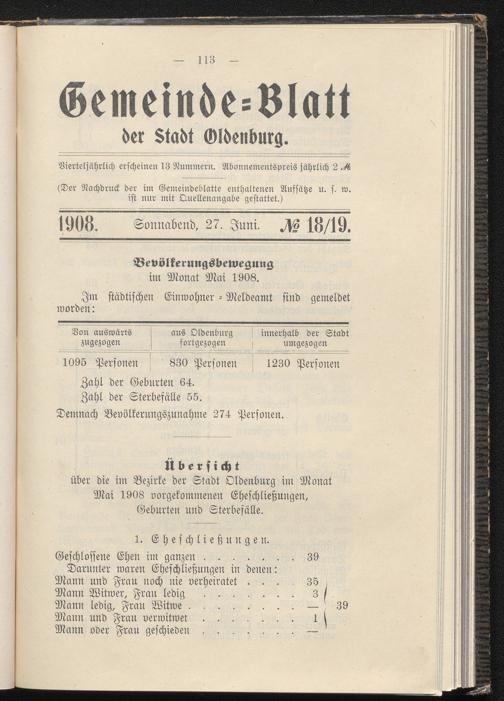 — 113 —
Gemeinde=Blatt
der Stadt Oldenburg.
Vierteljährlich erscheinen 13 Nummern. Abonnementspreis jährlich 2 ℳ
(Der Nachdruck der im Gemeindeblatte enthaltenen Aufsätze u. s. w.
ist nur mit Quellenangabe gestattet.)
1908. Sonnabend, 27. Juni. № 18/19.
Bevölkerungsbewegung
im Monat Mai 1908.
Im städtischen Einwohner=Meldeamt sind gemeldet
worden:
Von auswärts aus Oldenburg innerhalb der Stadt
zugezogen fortgezogen umgezogen
1095 Personen 830 Personen 1230 Personen
Zahl der Geburten 64.
Zahl der Sterbefälle 55.
Demnach Bevölkerungszunahme 274 Personen.
Übersicht
über die im Bezirke der Stadt Oldenburg im Monat
Mai 1908 vorgekommenen Eheschließungen,
Geburten und Sterbefälle.
1. Eheschließungen.
Geschlossene Ehen im ganzen . . . . . . . 39
Darunter waren Eheschließungen in denen:
Mann und Frau noch nie verheiratet . . . . 35
Mann Witwer, Frau ledig . . . . . . . 3
Mann ledig, Frau Witwe . . . . . . . — 39
Mann und Frau verwitwet . . . . . . . 1
Mann oder Frau geschieden . . . . . . —